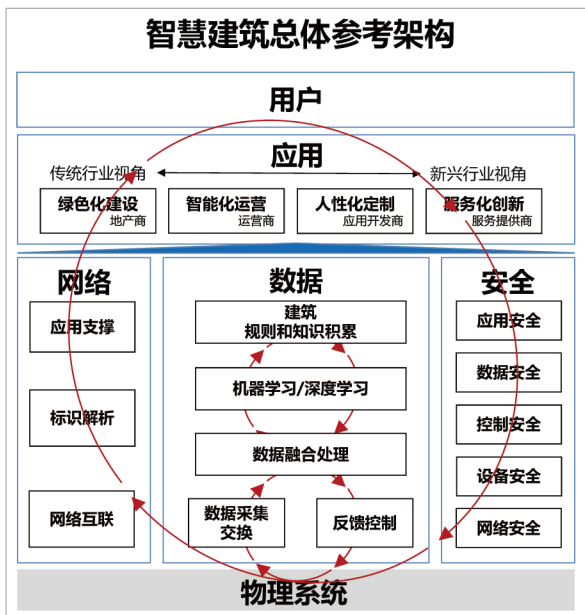 智慧建筑总体参考架构
用户
应用
传统行业视角
新兴行业视角
绿色化建设
地产商
智能化运营
运营商
人性化定制
应用开发商
服务化创新
服务提供商
网络
应用支撑
标识解析
网络互联
数据
建筑
规则和知识积累
机器学习/深度学习
数据融合处理
数据采集
交换
反馈控制
安全
应用安全
数据安全
控制安全
设备安全
网络安全
物理系统